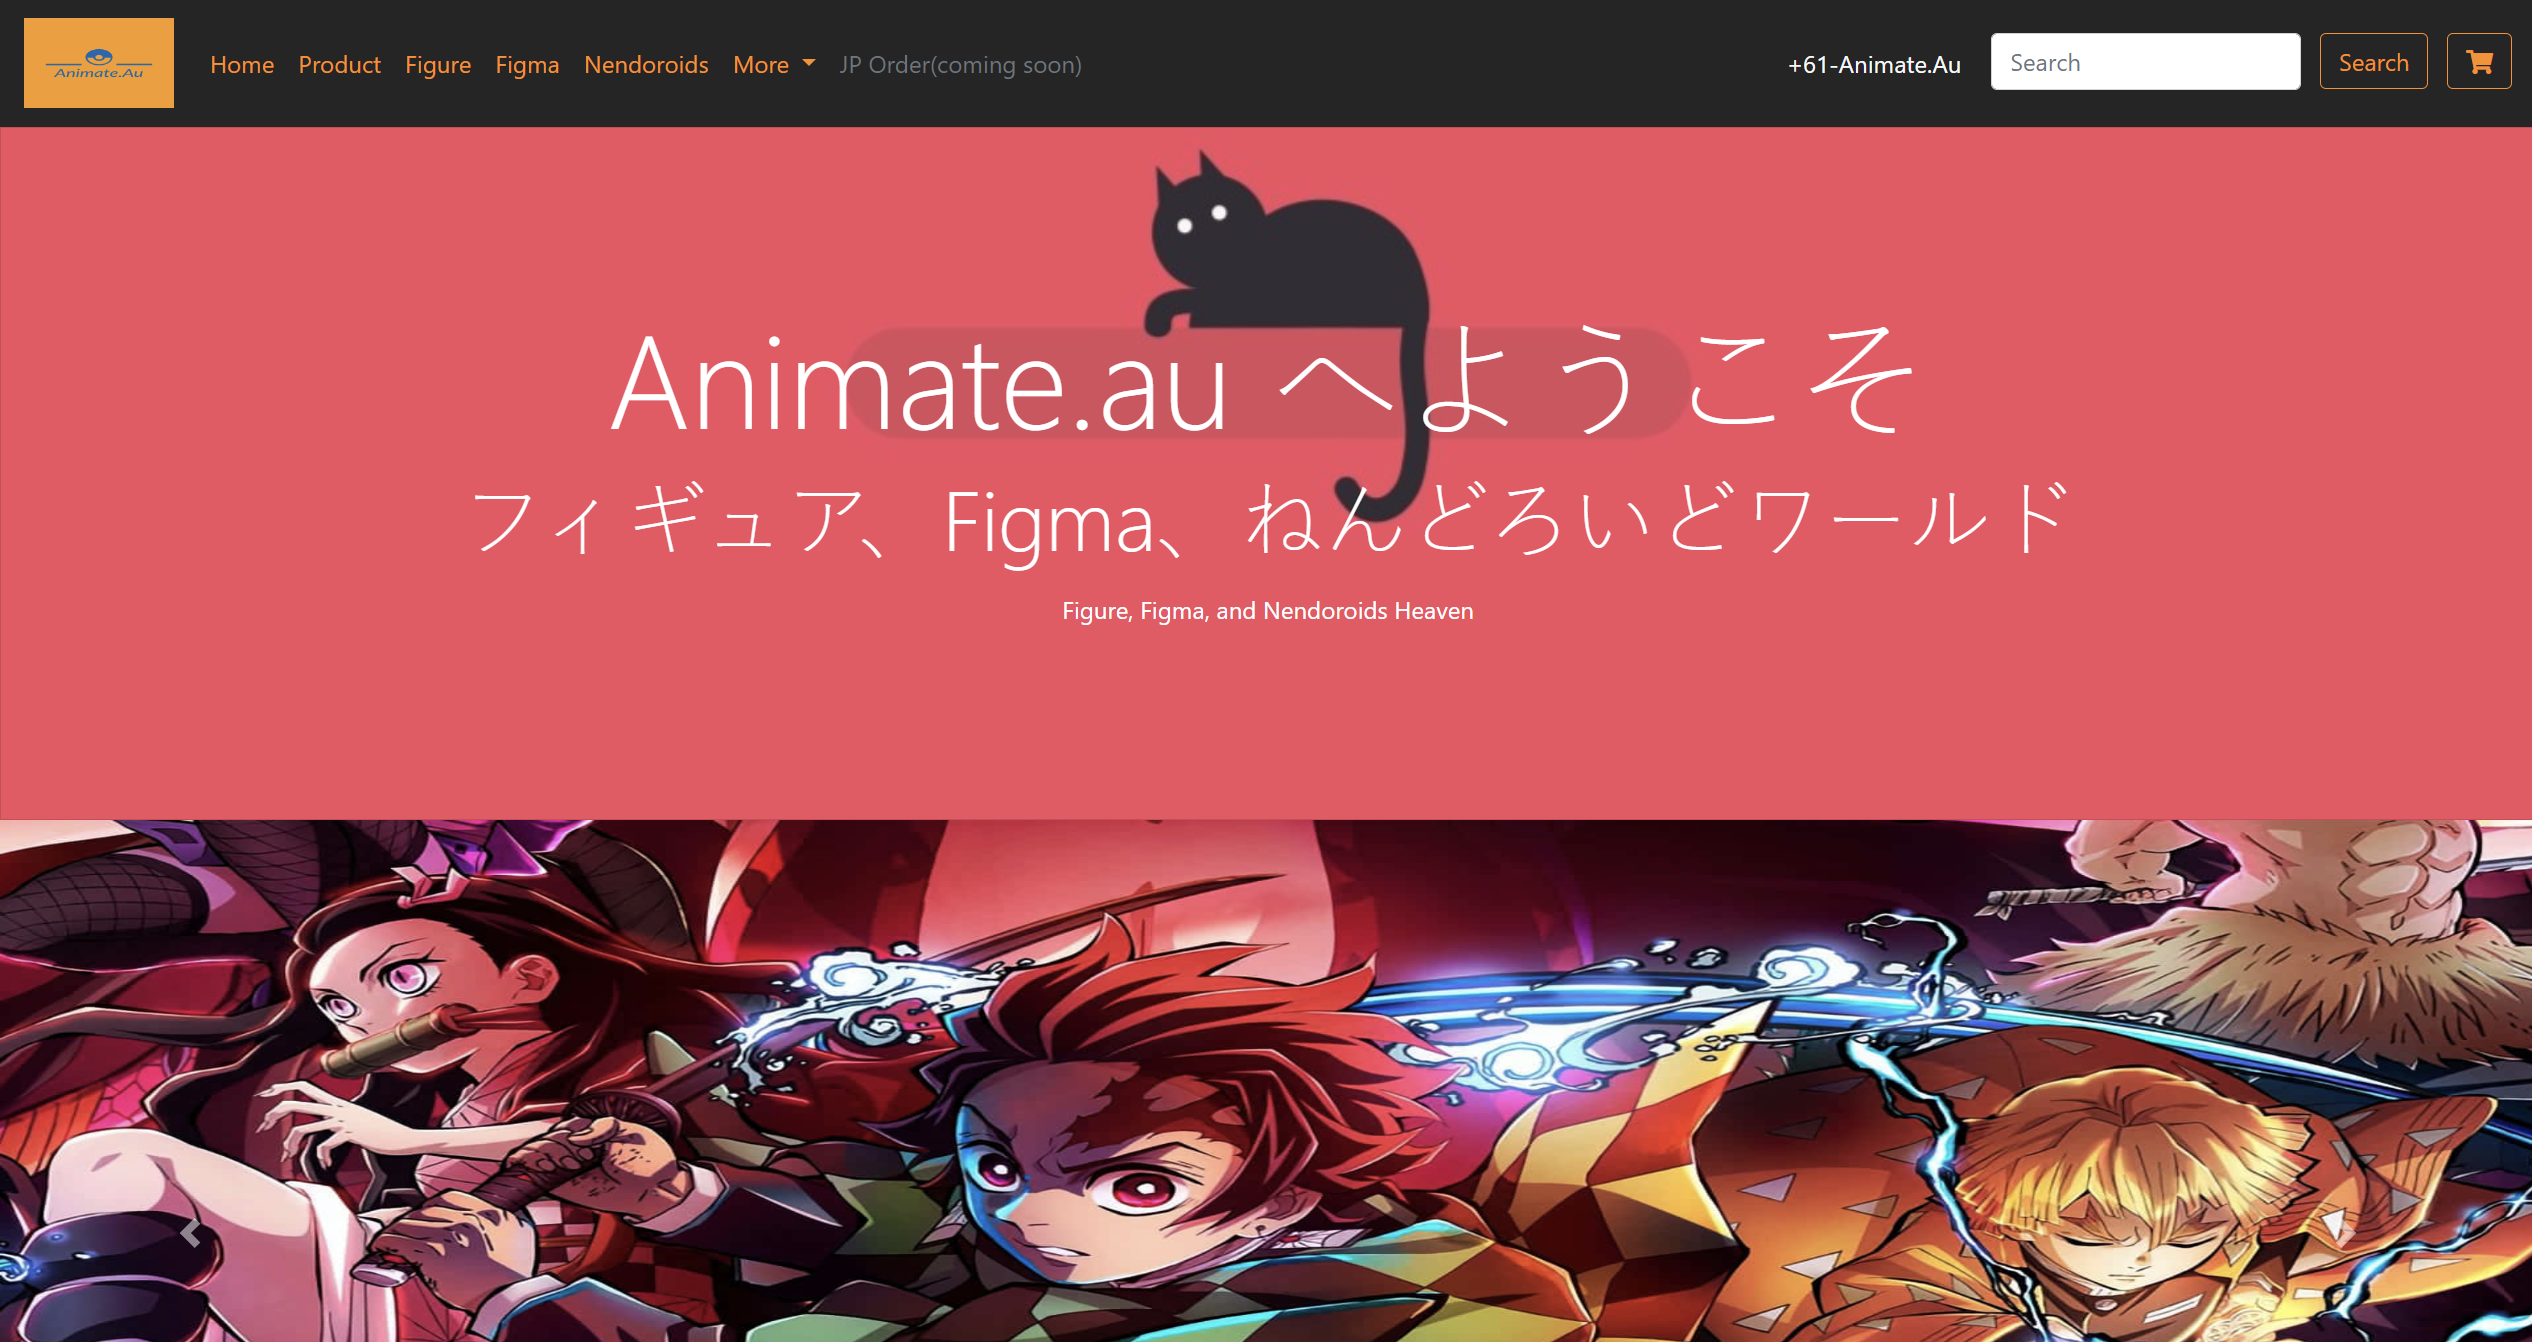 Animate.Au
Home Product Figure Figma Nendoroids More JP Order(coming soon) +61-Animate.Au Search Search
Animate.au へようこそ
フィギュア、Figma、ねんどろいどワールド
Figure, Figma, and Nendoroids Heaven